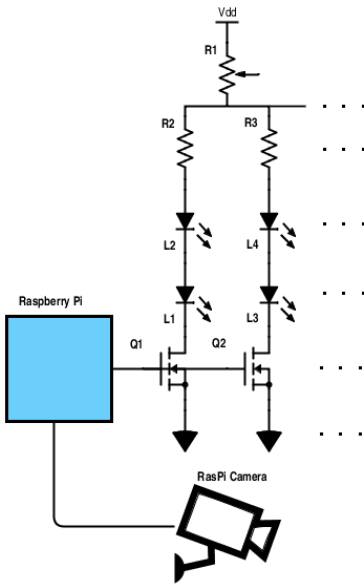 Vdd
R1
R2
R3
L2
L4
L1
L3
Raspberry Pi
Q1
Q2
RasPi Camera